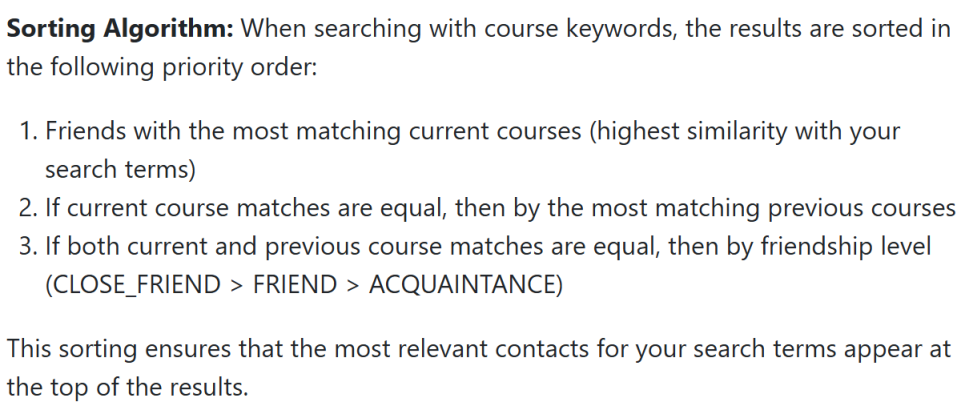 Sorting Algorithm: When searching with course keywords, the results are sorted in
the following priority order:
1. Friends with the most matching current courses (highest similarity with your
search terms)
2. If current course matches are equal, then by the most matching previous courses
3. If both current and previous course matches are equal, then by friendship level
(CLOSE_FRIEND > FRIEND > ACQUAINTANCE)
This sorting ensures that the most relevant contacts for your search terms appear at
the top of the results.